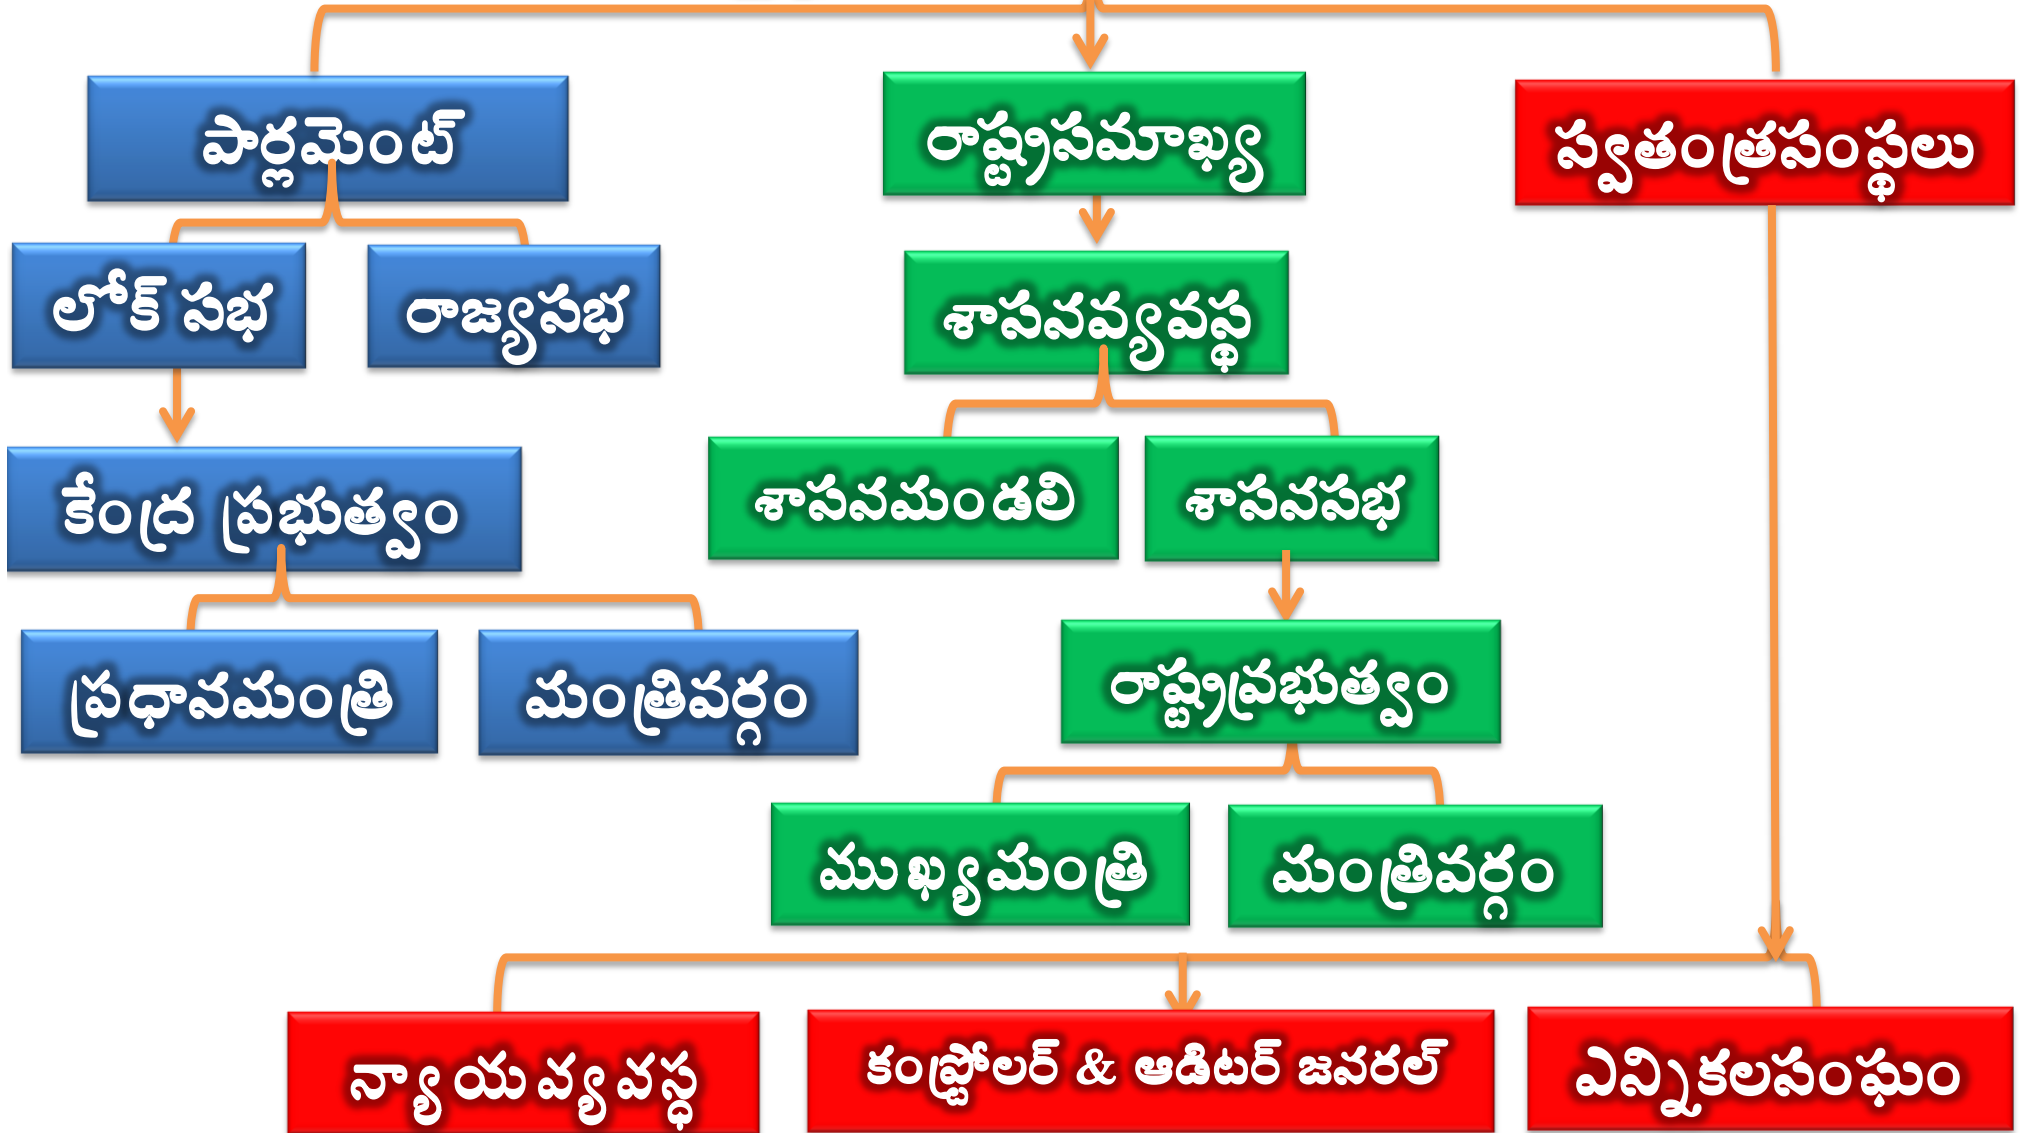 పార్లమెంట్
రాష్ట్రసమాఖ్య
స్వతంత్రసంస్థలు
లోక్ సభ
రాజ్యసభ
శాసనవ్యవస్థ
కేంద్ర ప్రభుత్వం
శాసనమండలి
శాసనసభ
ప్రధానమంత్రి
మంత్రివర్గం
రాష్ట్రప్రభుత్వం
ముఖ్యమంత్రి
మంత్రివర్గం
న్యాయవ్యవస్థ
కంప్ట్రోలర్ & ఆడిటర్ జనరల్
ఎన్నికలసంఘం